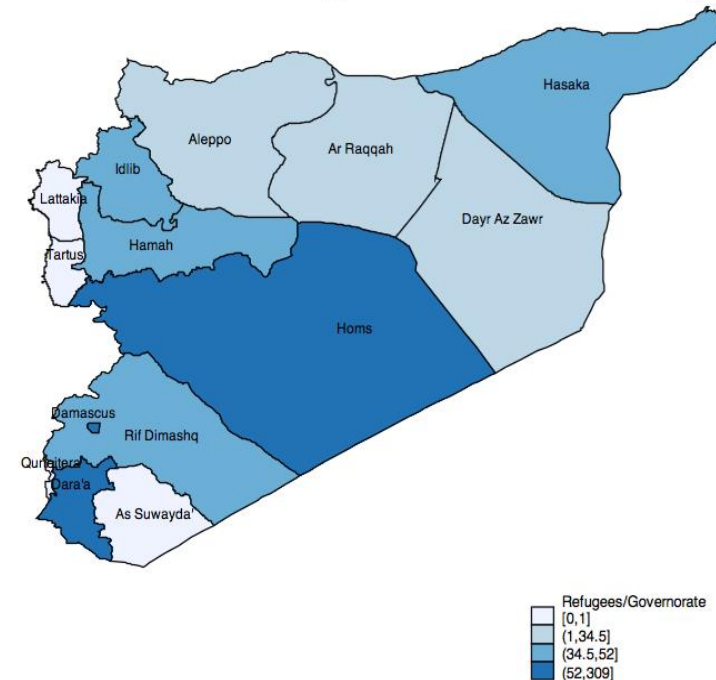 Hasaka
Aleppo
Ar Raqqah
Idlib
Lattakia
Dayr Az Zawr
Hamah
Tartus
Homs
Damascus
Rif Dimashq
Quneitera
Dara'a
As Suwayda'
Refugees/Governorate
[0,1]
(1,34.5]
(34.5,52]
(52,309]